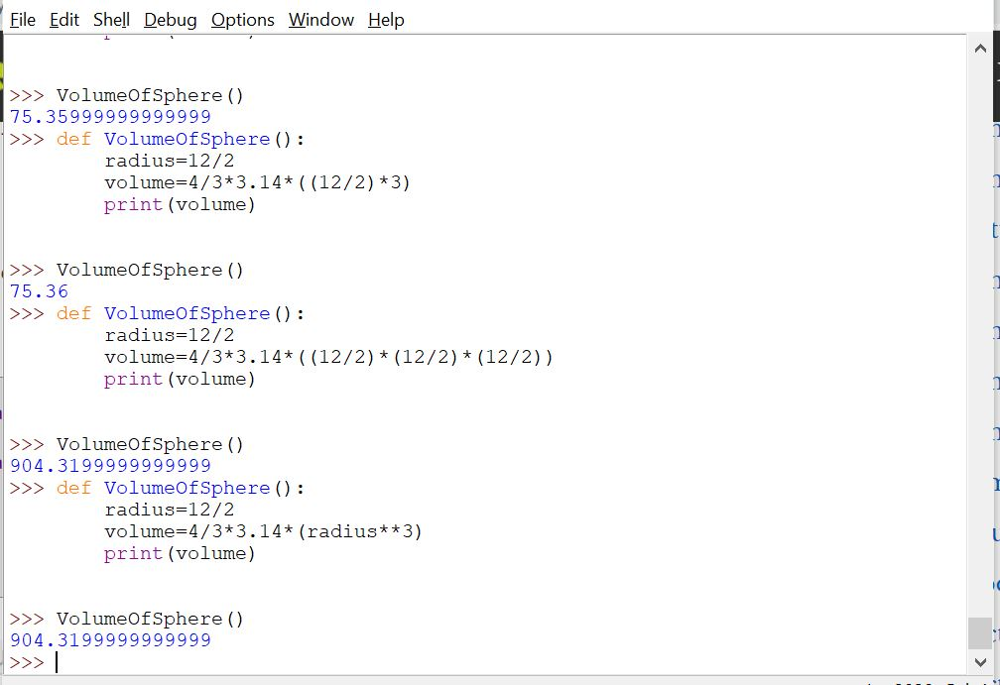 File Edit Shell Debug Options Window Help
>>> VolumeOfSphere()
75.35999999999999
>>> def VolumeOfSphere():
        radius=12/2
        volume=4/3*3.14*((12/2)*3)
        print(volume)
>>> VolumeOfSphere()
75.36
>>> def VolumeOfSphere():
        radius=12/2
        volume=4/3*3.14*((12/2)*(12/2)*(12/2))
        print(volume)
>>> VolumeOfSphere()
904.3199999999999
>>> def VolumeOfSphere():
        radius=12/2
        volume=4/3*3.14*(radius**3)
        print(volume)
>>> VolumeOfSphere()
904.3199999999999
>>>